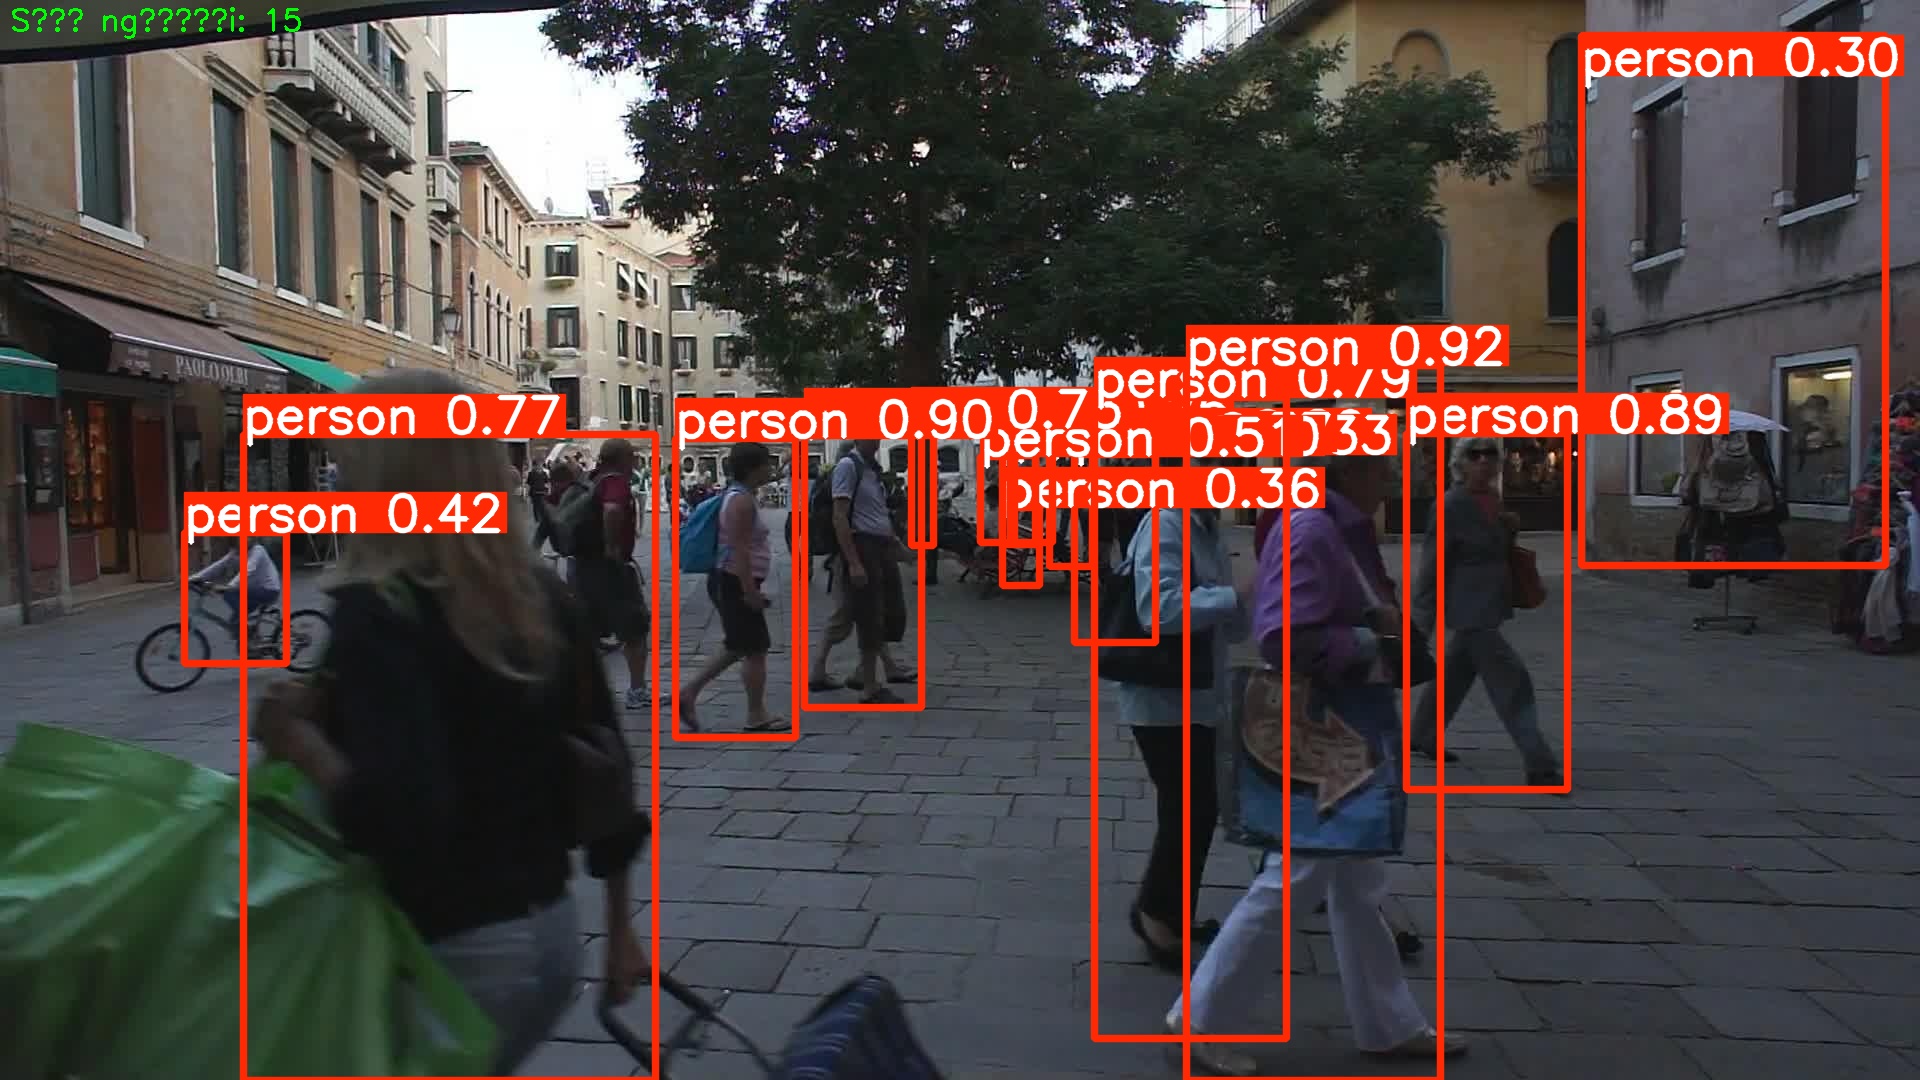 S??? ng?????i: 15
person 0.30
person 0.92
person 0.79
person 0.77
person 0.90
0.75
person 0.51
33
person 0.89
person 0.36
person 0.42
PAOLO OLBI